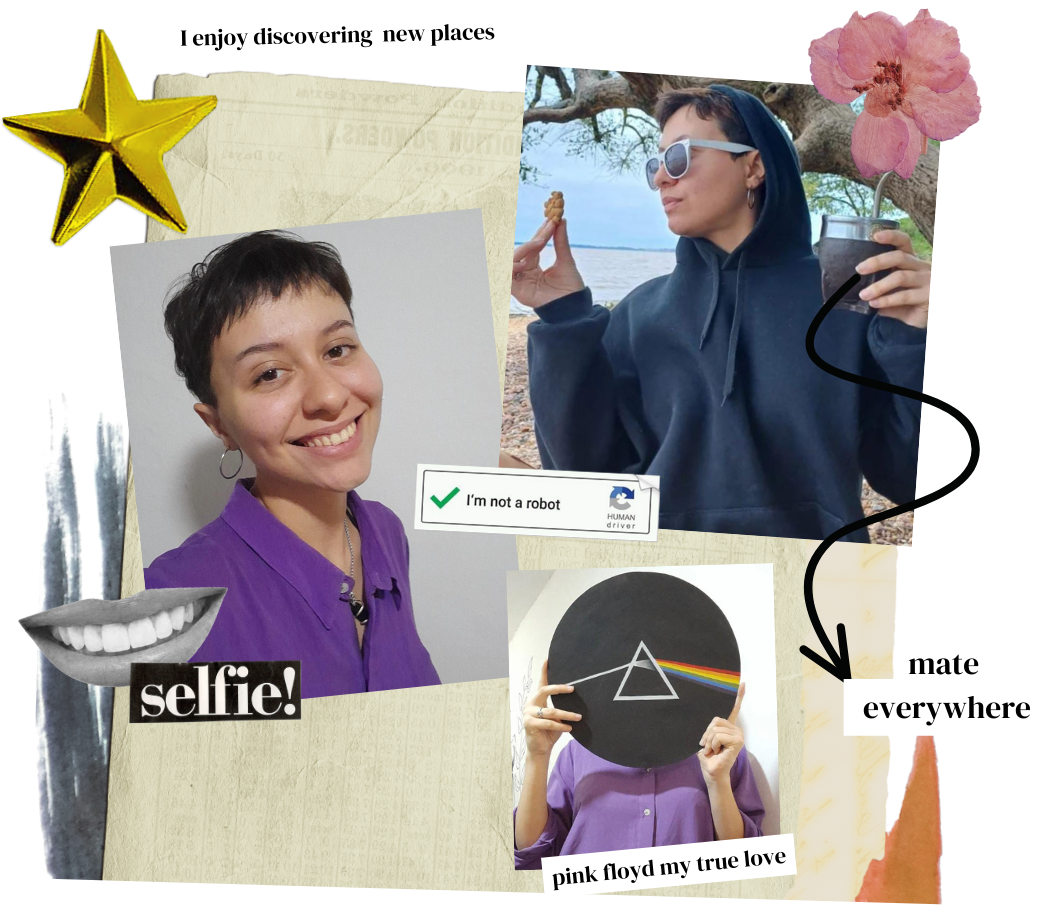 I enjoy discovering new places
I'm not a robot
HUMAN
driver
selfie!
mate
everywhere
pink floyd my true love